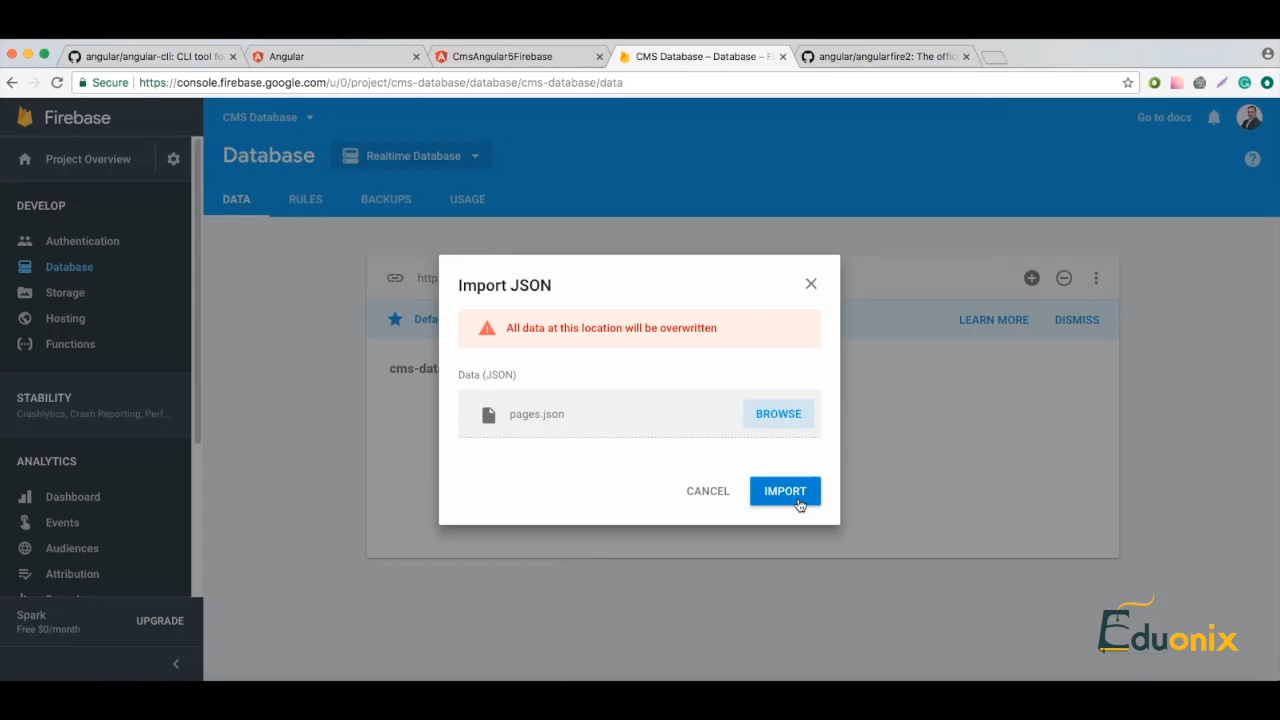 angular/angular-cli: CLI tool fo
Angular
CmsAngular5Firebase
CMS Database – Database – F
angular/angularfire2: The offic
Secure
https://console.firebase.google.com/u/0/project/cms-database/database/cms-database/data
Firebase
CMS Database
Go to docs
Project Overview
Database
Realtime Database
DEVELOP
DATA
RULES
BACKUPS
USAGE
Authentication
Database
Storage
Hosting
Functions
http
Defa
LEARN MORE
DISMISS
cms-dat
Import JSON
All data at this location will be overwritten
Data (JSON)
pages.json
BROWSE
CANCEL
IMPORT
STABILITY
Crashlytics, Crash Reporting, Perf...
ANALYTICS
Dashboard
Events
Audiences
Attribution
Spark
Free $0/month
UPGRADE
Eduonix